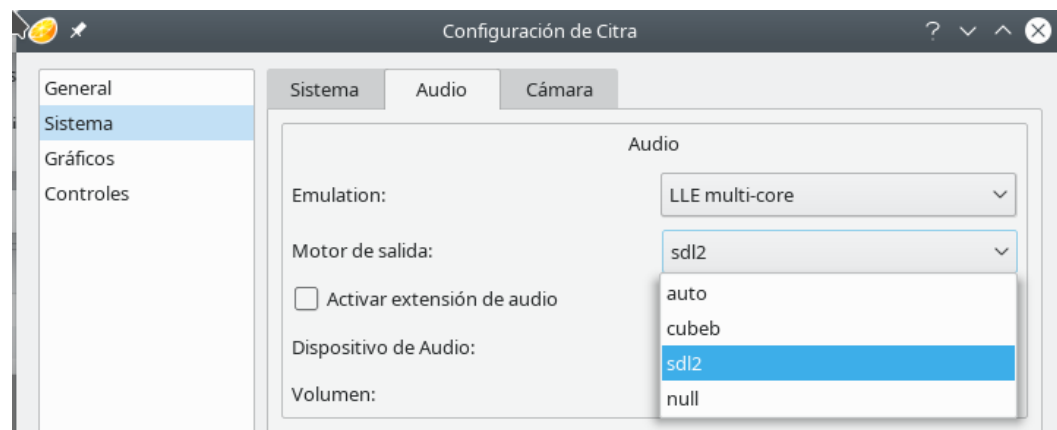 Configuración de Citra
General
Sistema
Gráficos
Controles
Sistema Audio Cámara
Audio
Emulation: LLE multi-core
Motor de salida: sdl2
auto
Activar extensión de audio
cubeb
Dispositivo de Audio:
sdl2
Volumen:
null